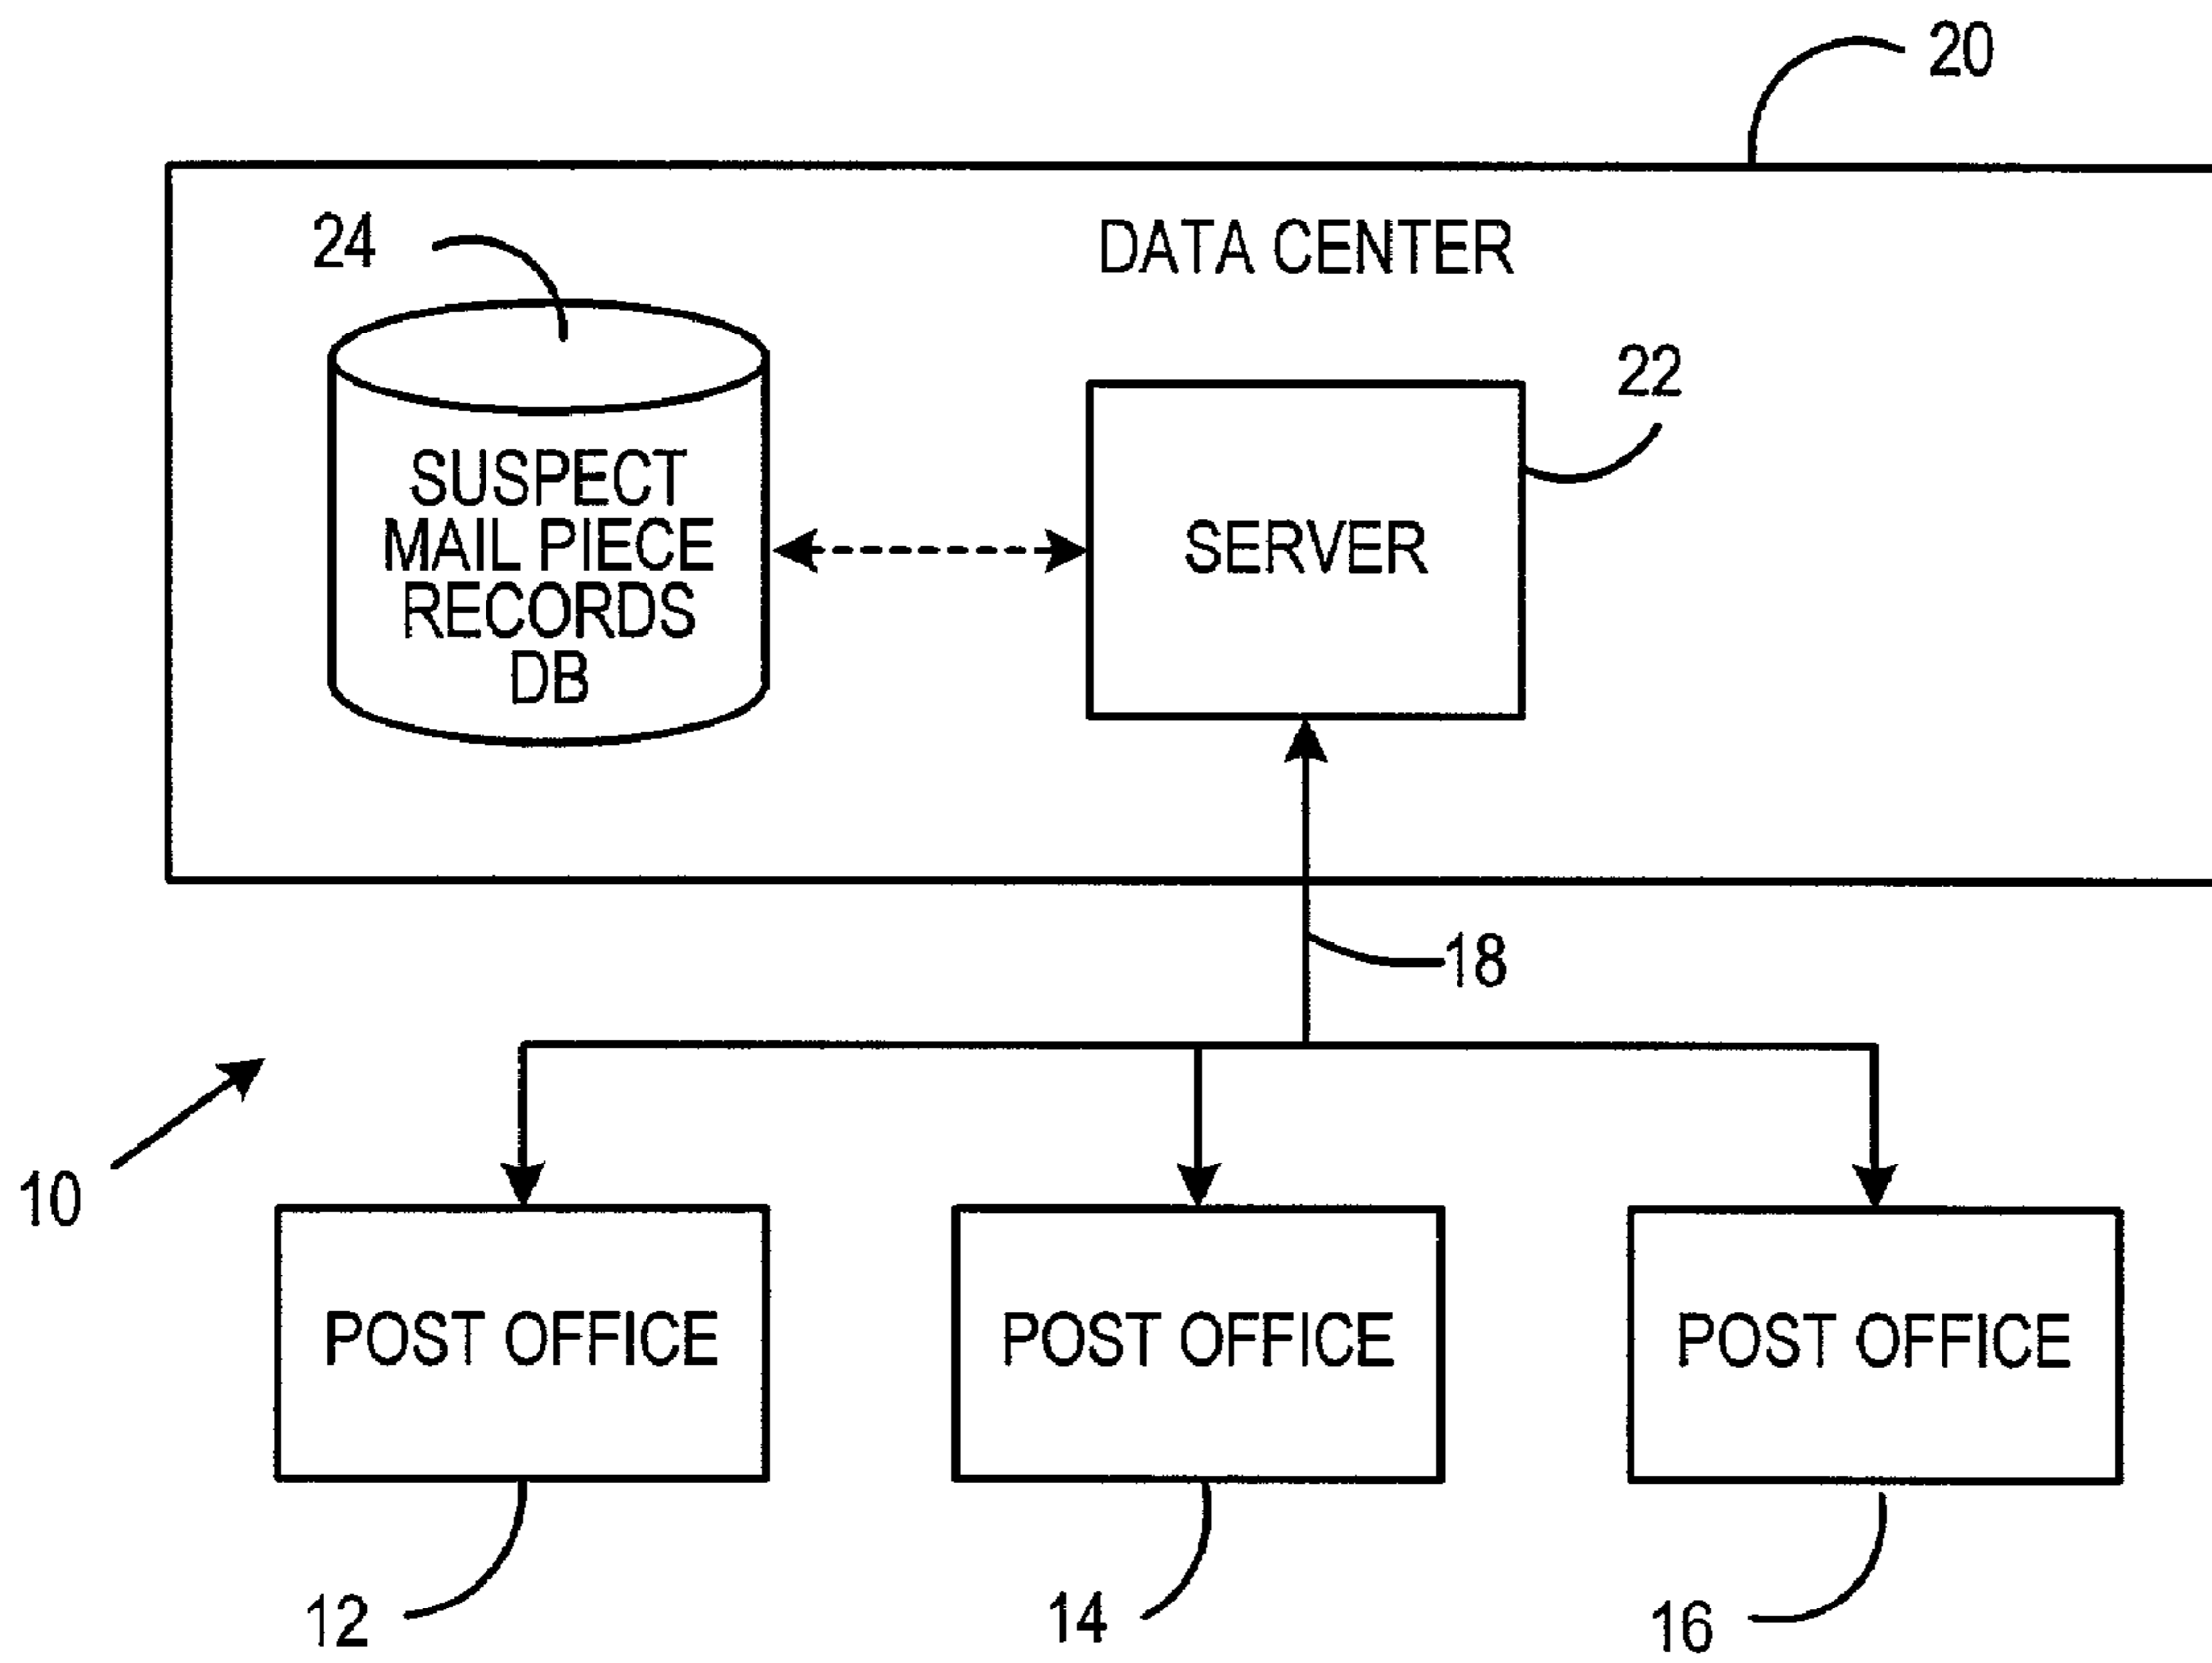 20
24
DATA CENTER
22
SUSPECT
MAIL PIECE
RECORDS
DB
SERVER
18
10
POST OFFICE
POST OFFICE
POST OFFICE
12
14
16